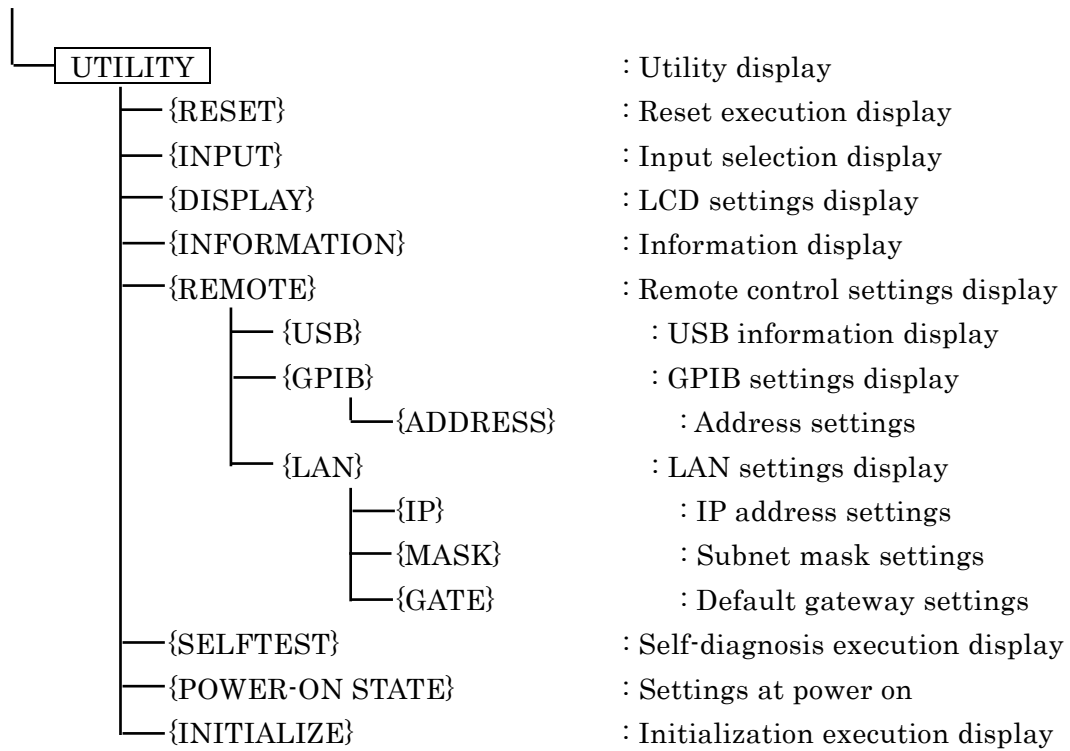 UTILITY : Utility display
{RESET} : Reset execution display
{INPUT} : Input selection display
{DISPLAY} : LCD settings display
{INFORMATION} : Information display
{REMOTE} : Remote control settings display
{USB} : USB information display
{GPIB} : GPIB settings display
{ADDRESS} : Address settings
{LAN} : LAN settings display
{IP} : IP address settings
{MASK} : Subnet mask settings
{GATE} : Default gateway settings
{SELFTEST} : Self-diagnosis execution display
{POWER-ON STATE} : Settings at power on
{INITIALIZE} : Initialization execution display